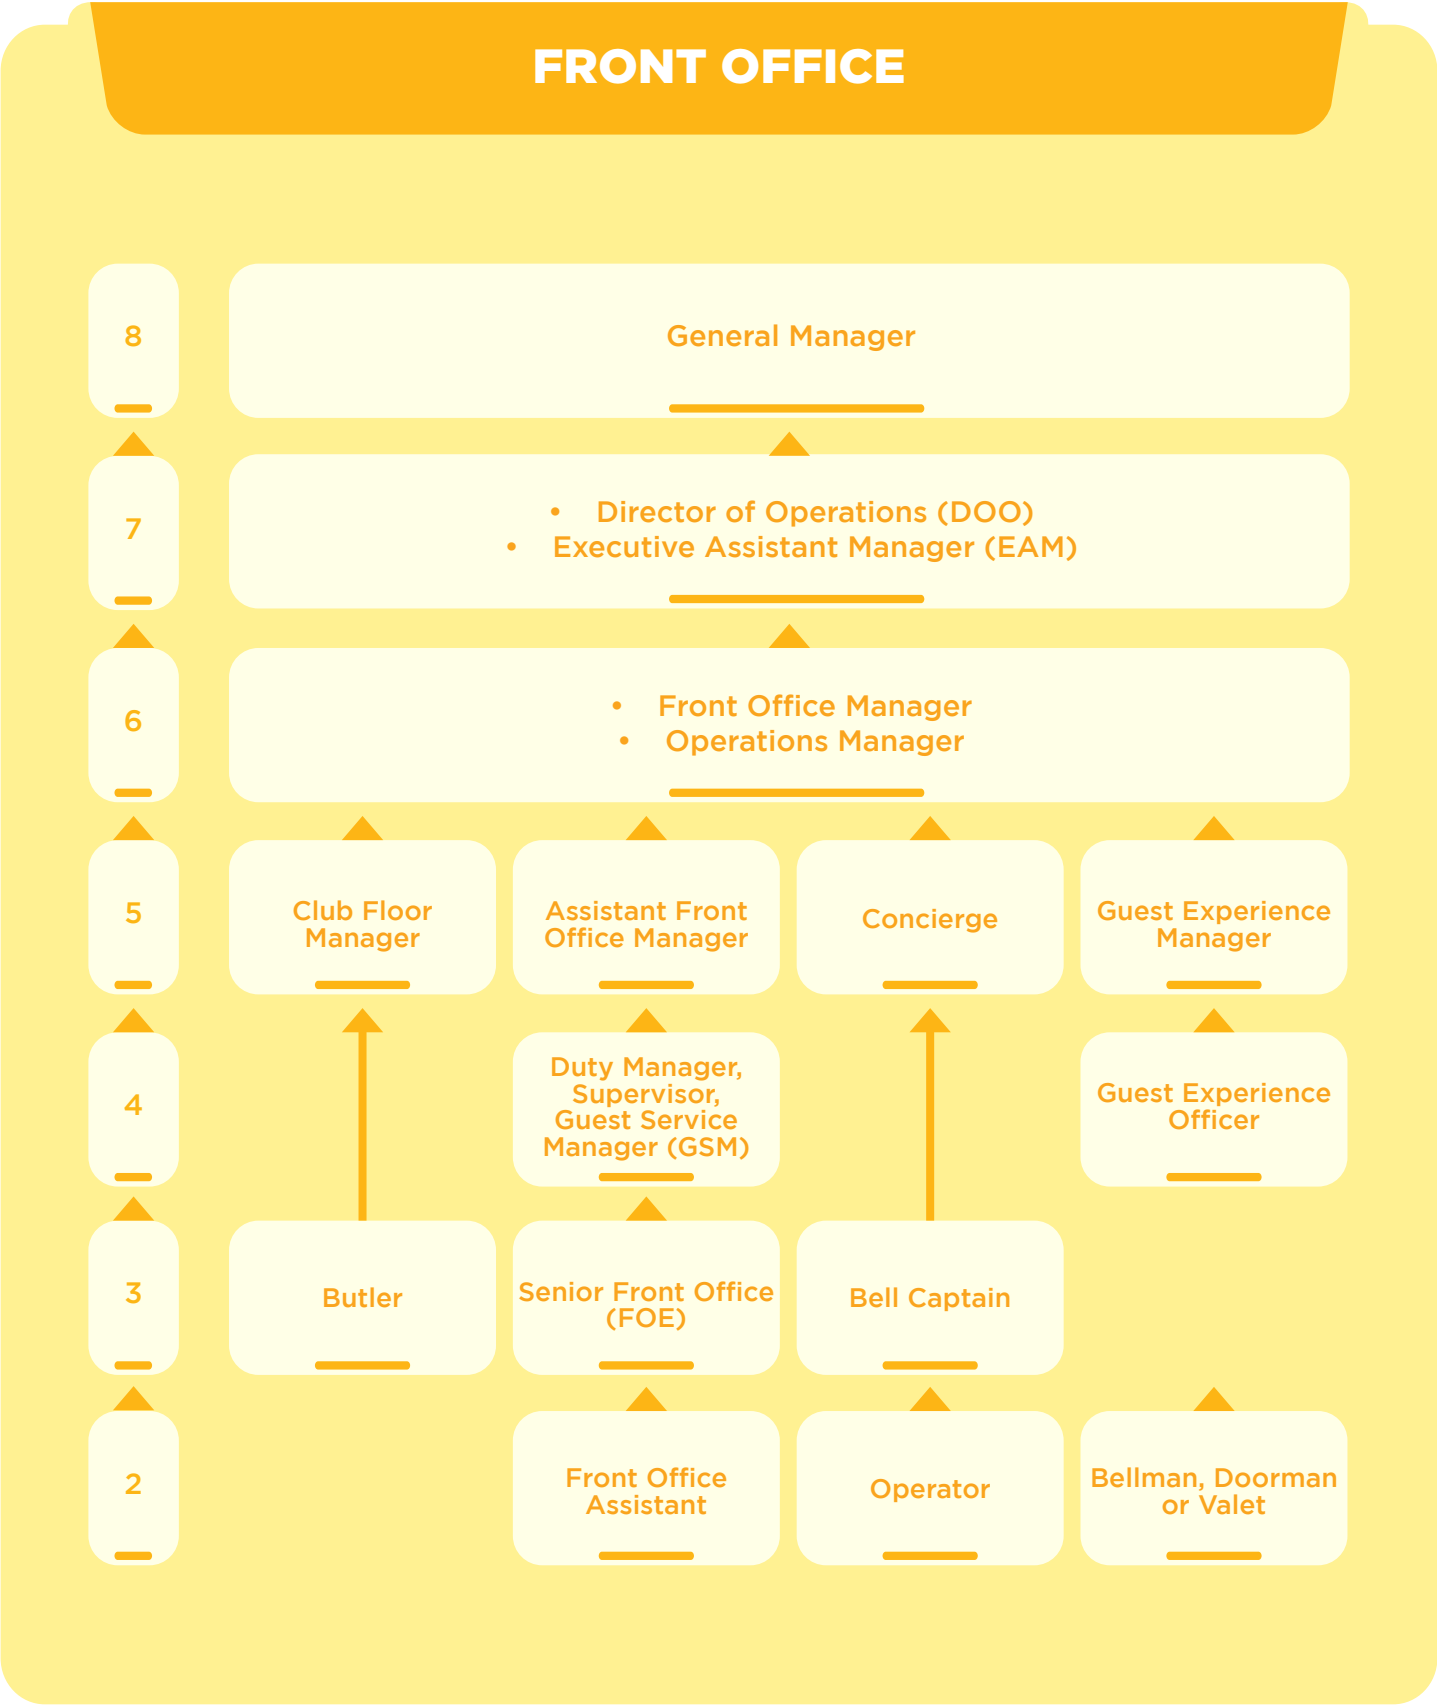 FRONT OFFICE
8
General Manager
7
• Director of Operations (DOO)
• Executive Assistant Manager (EAM)
6
• Front Office Manager
• Operations Manager
5
Club Floor
Manager
Assistant Front
Office Manager
Concierge
Guest Experience
Manager
4
Duty Manager,
Supervisor,
Guest Service
Manager (GSM)
Guest Experience
Officer
3
Butler
Senior Front Office
(FOE)
Bell Captain
2
Front Office
Assistant
Operator
Bellman, Doorman
or Valet